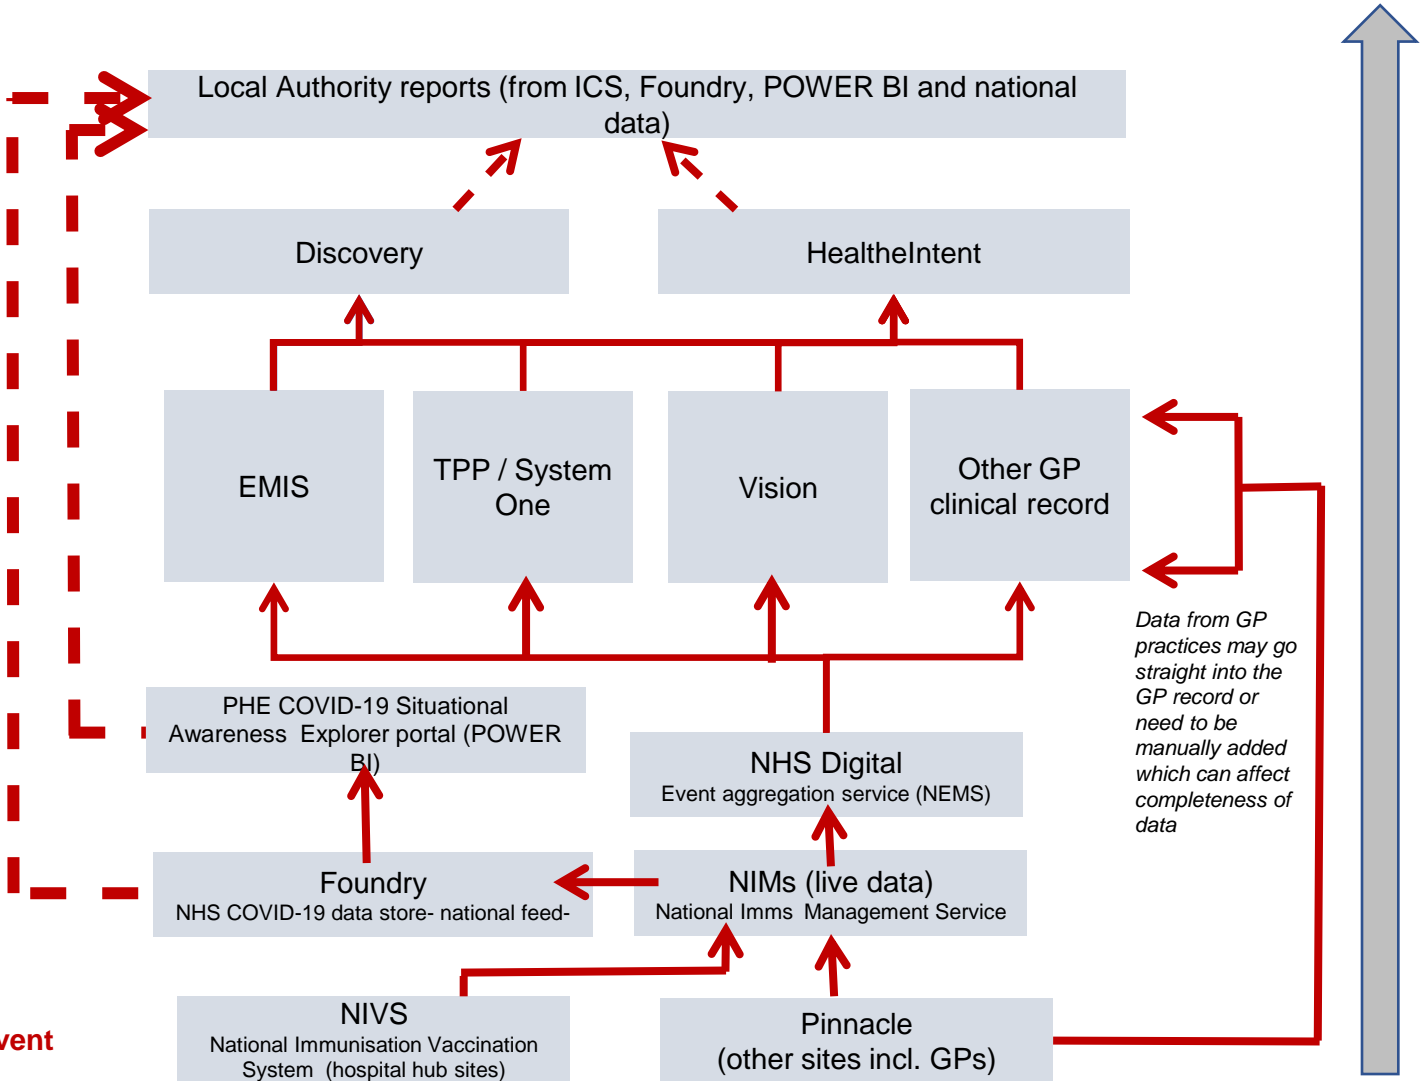 Local Authority reports (from ICS, Foundry, POWER BI and national
data)
Discovery
HealtheIntent
EMIS
TPP / System
One
Vision
Other GP
clinical record
Data from GP
practices may go
straight into the
GP record or
need to be
manually added
which can affect
completeness of
data
PHE COVID-19 Situational
Awareness Explorer portal (POWER
BI)
NHS Digital
Event aggregation service (NEMS)
Foundry
NHS COVID-19 data store- national feed-
NIMs (live data)
National Imms Management Service
NIVS
National Immunisation Vaccination
System (hospital hub sites)
Pinnacle
(other sites incl. GPs)
vent